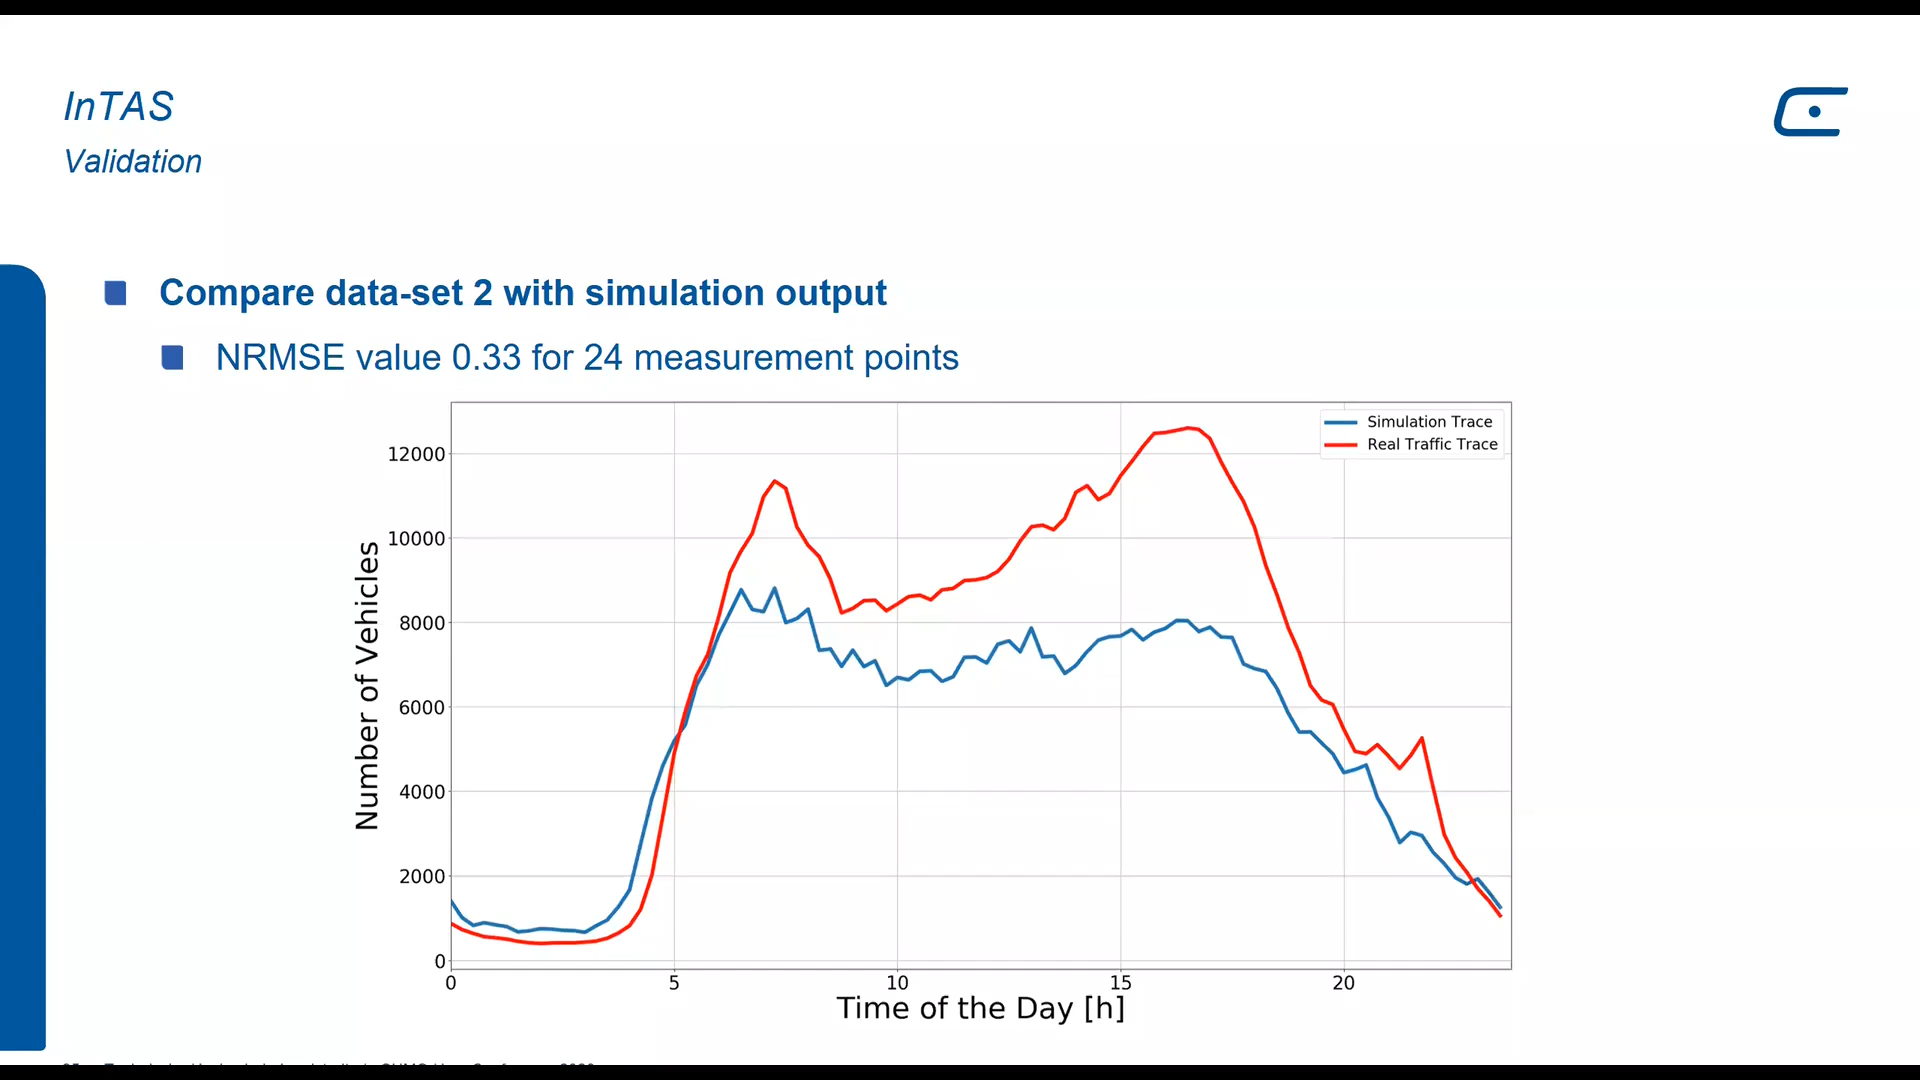 InTAS
Validation
Compare data-set 2 with simulation output
NRMSE value 0.33 for 24 measurement points
Simulation Trace
Real Traffic Trace
12000
10000
8000
6000
4000
2000
0
Number of Vehicles
0 5 10 15 20
Time of the Day [h]